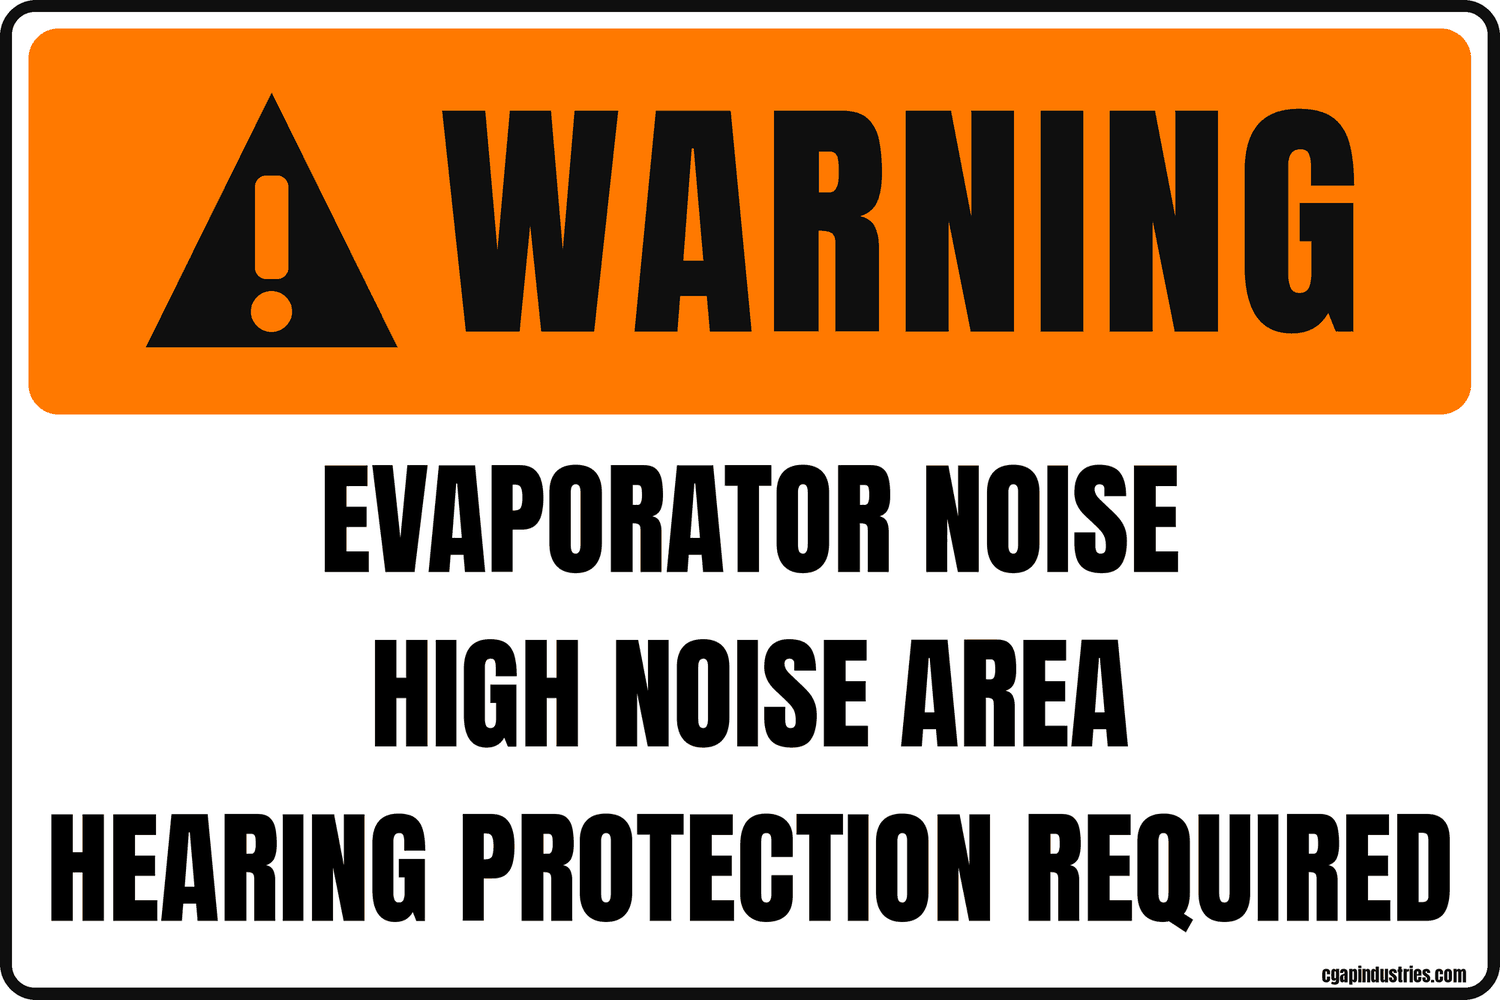 WARNING
EVAPORATOR NOISE
HIGH NOISE AREA
HEARING PROTECTION REQUIRED
cgapindustries.com